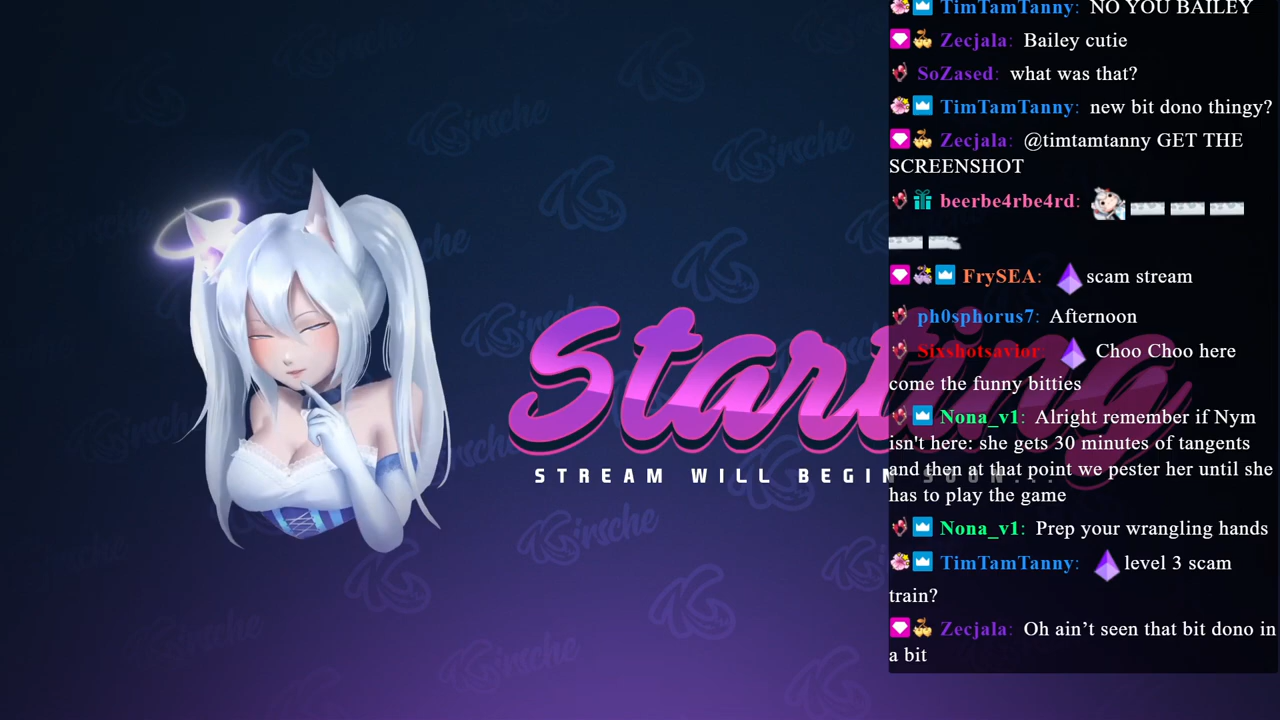 TimTamTanny: NO YOU BAILEY
Zecjala: Bailey cutie
SoZased: what was that?
TimTamTanny: new bit dono thingy?
Zecjala: @timtamtanny GET THE
SCREENSHOT
beerbe4rbe4rd:
FrySEA: scam stream
ph0sphorus7: Afternoon
Sixshotsavior: Choo Choo here
come the funny bitties
Nona_v1: Alright remember if Nym
isn't here: she gets 30 minutes of tangents
and then at that point we pester her until she
has to play the game
Nona_v1: Prep your wrangling hands
TimTamTanny: level 3 scam
train?
Zecjala: Oh ain’t seen that bit dono in
a bit
Starting
STREAM WILL BEGIN SOON...
Girsche